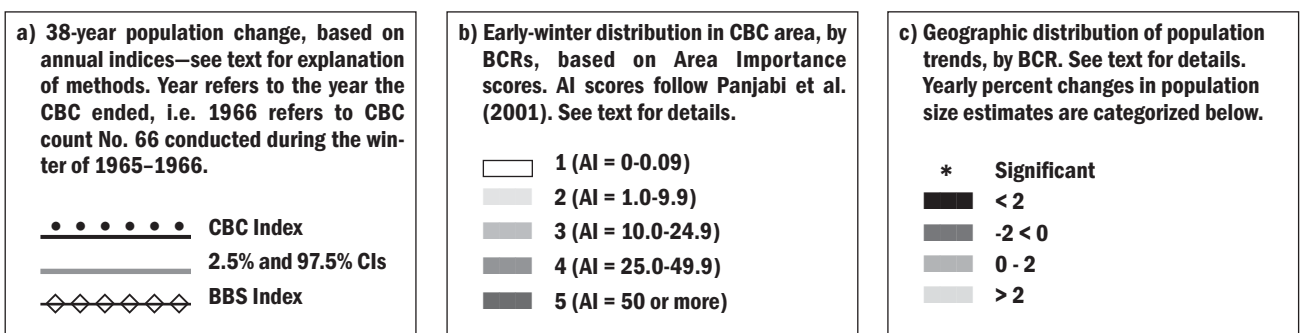 a) 38-year population change, based on
annual indices—see text for explanation
of methods. Year refers to the year the
CBC ended, i.e. 1966 refers to CBC
count No. 66 conducted during the win-
ter of 1965–1966.
CBC Index
2.5% and 97.5% CIs
BBS Index
b) Early-winter distribution in CBC area, by
BCRs, based on Area Importance
scores. AI scores follow Panjabi et al.
(2001). See text for details.
1 (AI = 0-0.09)
2 (AI = 1.0-9.9)
3 (AI = 10.0-24.9)
4 (AI = 25.0-49.9)
5 (AI = 50 or more)
c) Geographic distribution of population
trends, by BCR. See text for details.
Yearly percent changes in population
size estimates are categorized below.
* Significant
< 2
-2 < 0
0 - 2
> 2